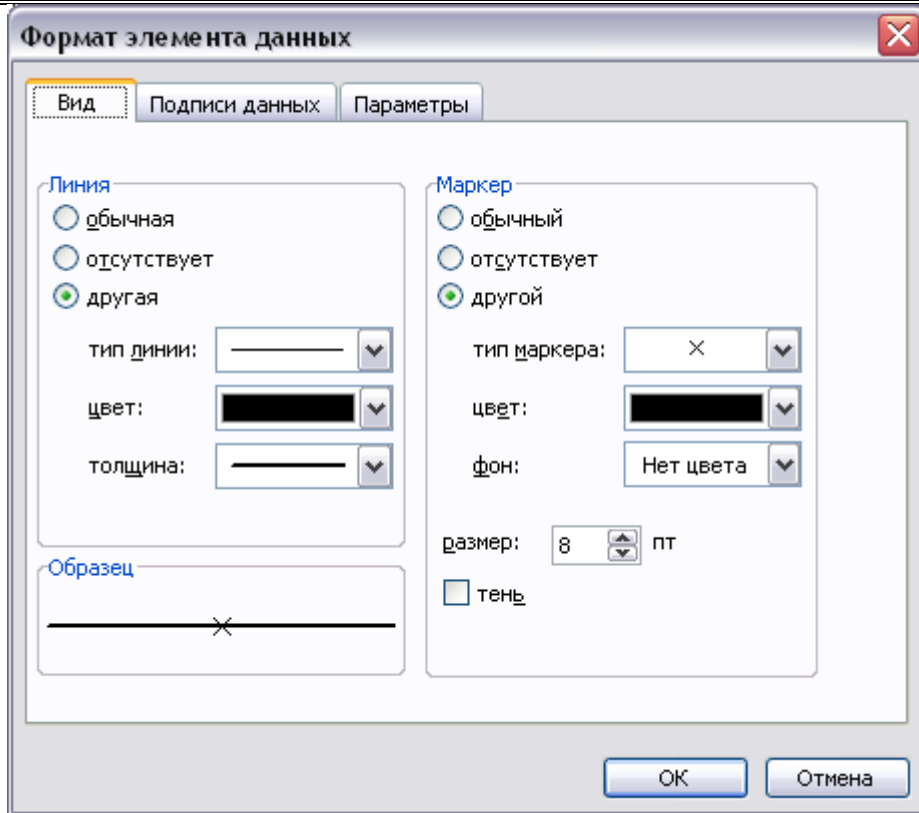 Формат элемента данных
Вид
Подписи данных
Параметры
Линия
обычная
отсутствует
другая
тип линии:
цвет:
толщина:
Образец
Маркер
обычный
отсутствует
другой
тип маркера:
цвет:
фон:
Нет цвета
размер:
8
пт
тень
ОК
Отмена